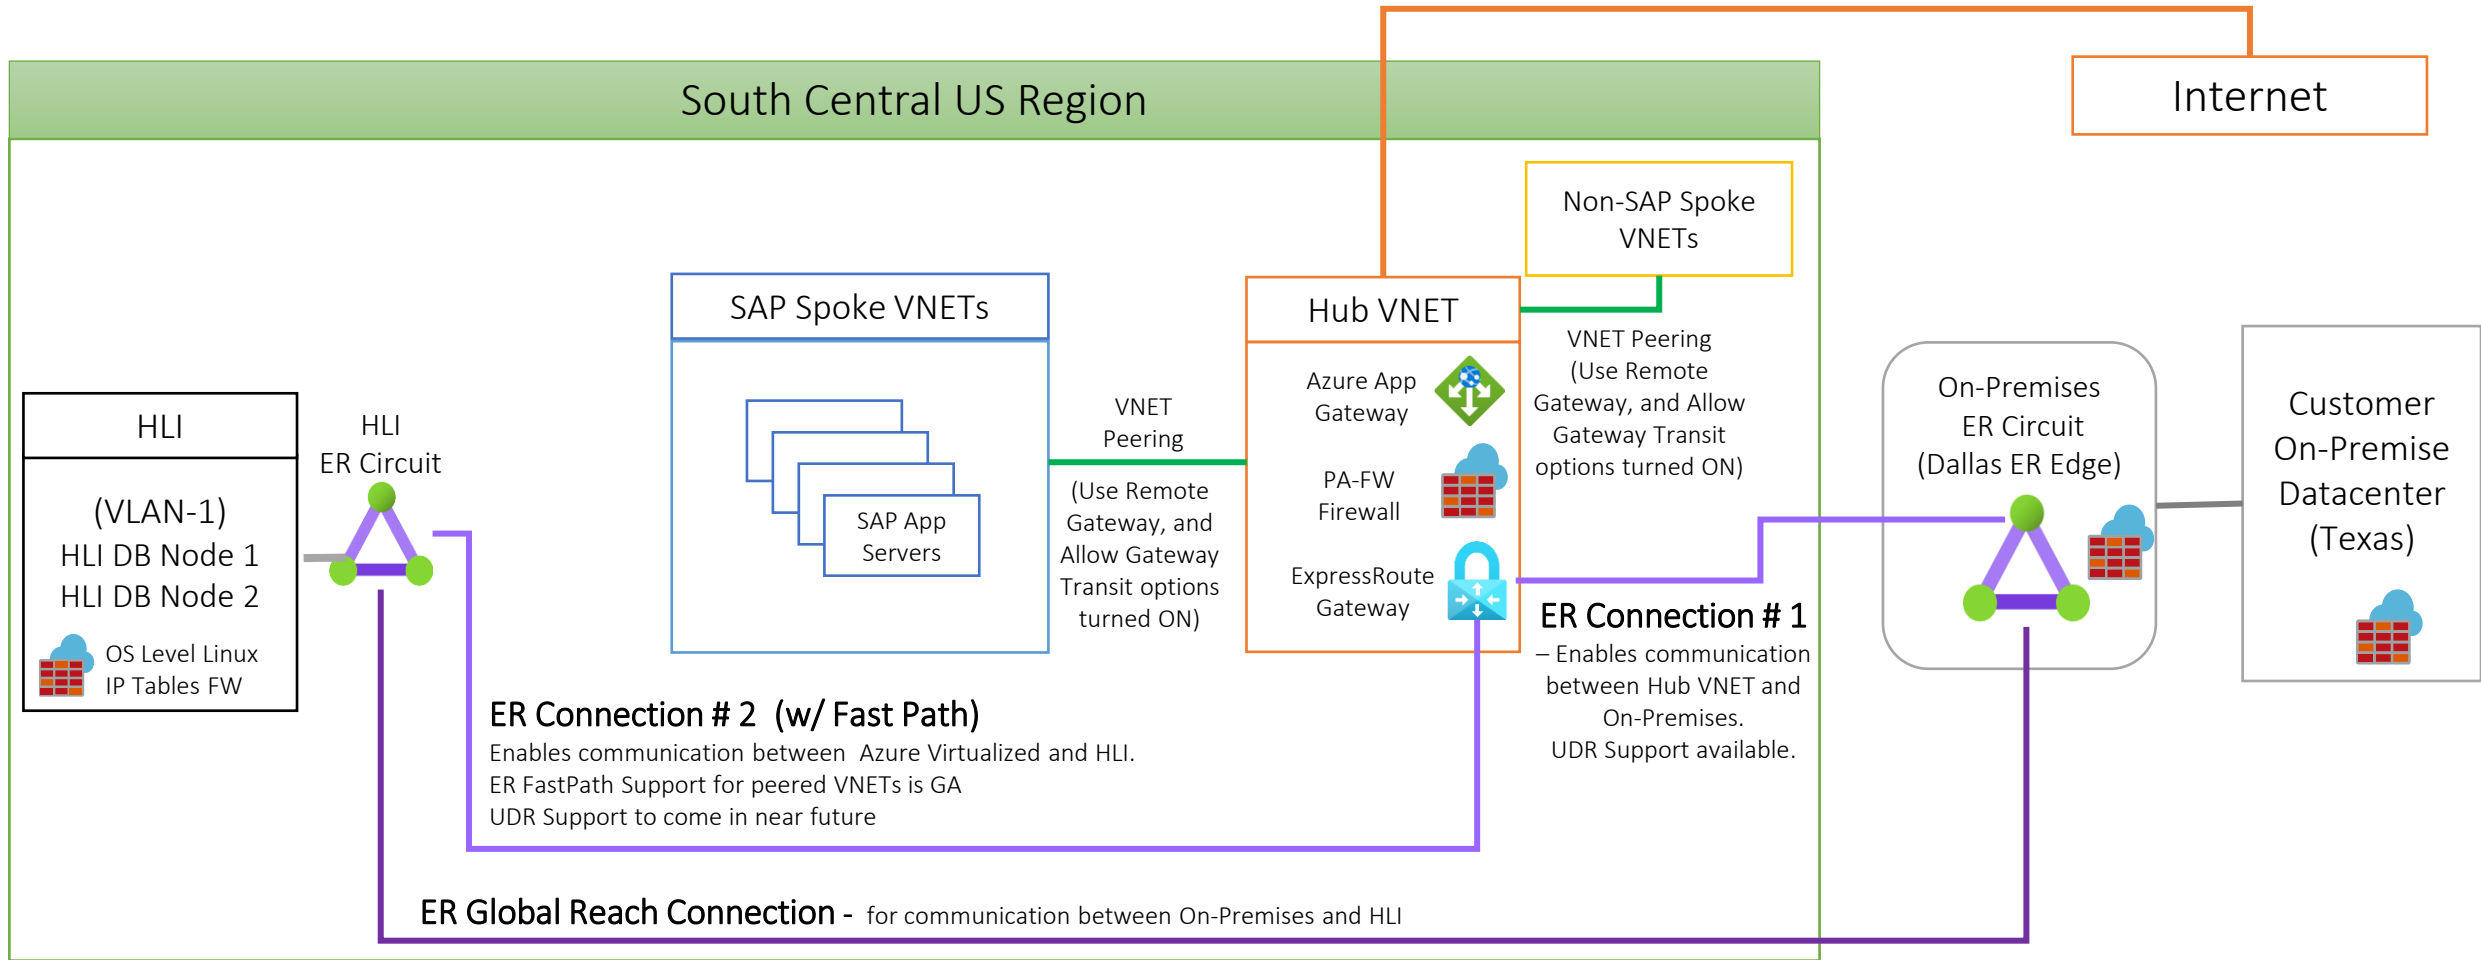 South Central US Region
Internet
Non-SAP Spoke
VNETs
SAP Spoke VNETs
Hub VNET
VNET Peering
(Use Remote
Gateway, and Allow
Gateway Transit
options turned ON)
Azure App
Gateway
PA-FW
Firewall
ExpressRoute
Gateway
VNET
Peering
(Use Remote
Gateway, and
Allow Gateway
Transit options
turned ON)
SAP App
Servers
HLI
(VLAN-1)
HLI DB Node 1
HLI DB Node 2
OS Level Linux
IP Tables FW
HLI
ER Circuit
On-Premises
ER Circuit
(Dallas ER Edge)
Customer
On-Premise
Datacenter
(Texas)
ER Connection # 1
– Enables communication
between Hub VNET and
On-Premises.
UDR Support available.
ER Connection # 2 (w/ Fast Path)
Enables communication between Azure Virtualized and HLI.
ER FastPath Support for peered VNETs is GA
UDR Support to come in near future
ER Global Reach Connection - for communication between On-Premises and HLI